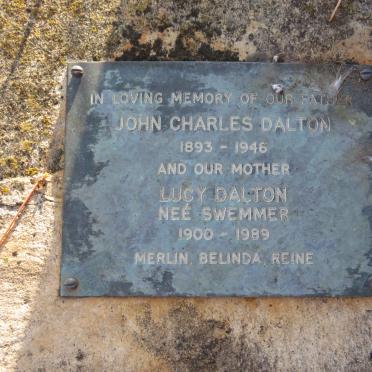 IN LOVING MEMORY OF OUR FATHER
JOHN CHARLES DALTON
1893 - 1946
AND OUR MOTHER
LUCY DALTON
NEÉ SWEMMER
1900 - 1989
MERLIN, BELINDA, REINE